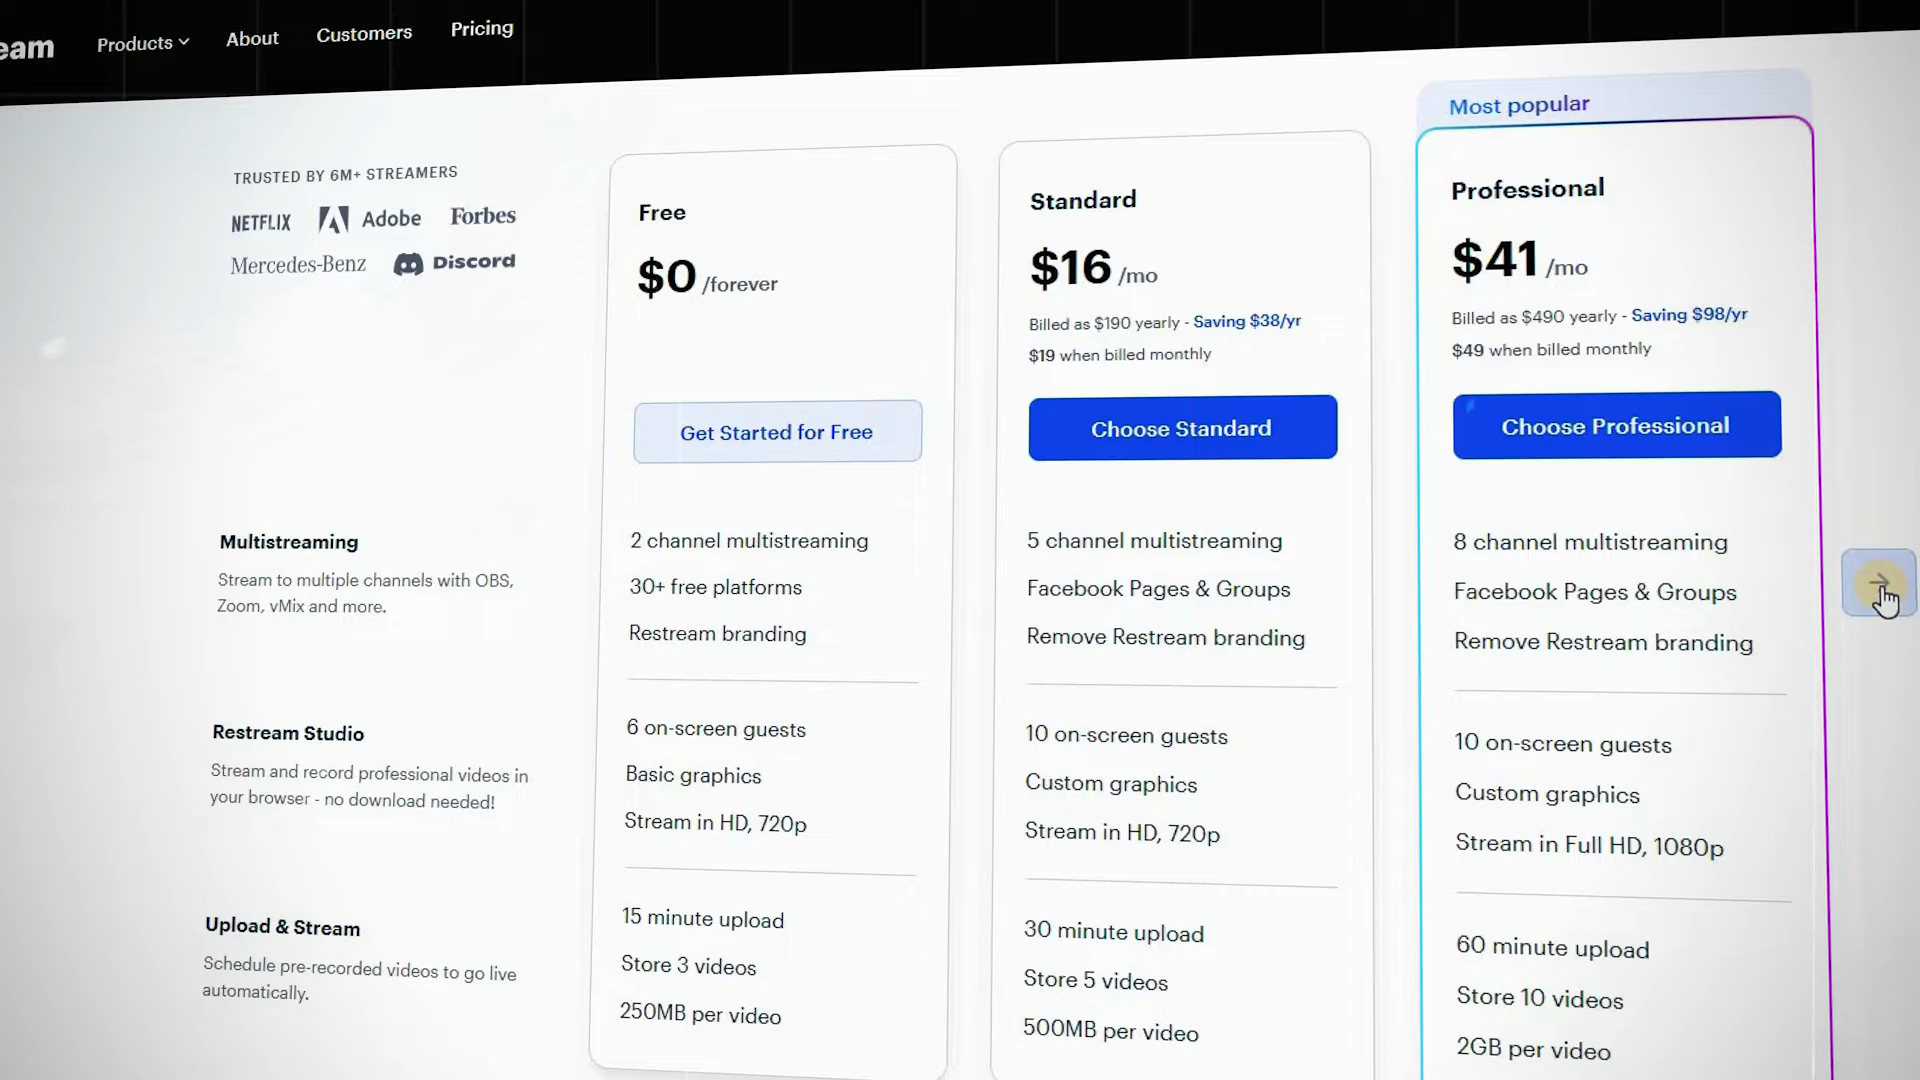 eam
Products
About
Customers
Pricing
TRUSTED BY 6M+ STREAMERS
NETFLIX
Adobe
Forbes
Mercedes-Benz
Discord
Free
$0 /forever
Get Started for Free
Standard
$16 /mo
Billed as $190 yearly - Saving $38/yr
$19 when billed monthly
Choose Standard
Most popular
Professional
$41 /mo
Billed as $490 yearly - Saving $98/yr
$49 when billed monthly
Choose Professional
Multistreaming
Stream to multiple channels with OBS,
Zoom, vMix and more.
2 channel multistreaming
30+ free platforms
Restream branding
5 channel multistreaming
Facebook Pages & Groups
Remove Restream branding
8 channel multistreaming
Facebook Pages & Groups
Remove Restream branding
Restream Studio
Stream and record professional videos in
your browser - no download needed!
6 on-screen guests
Basic graphics
Stream in HD, 720p
10 on-screen guests
Custom graphics
Stream in HD, 720p
10 on-screen guests
Custom graphics
Stream in Full HD, 1080p
Upload & Stream
Schedule pre-recorded videos to go live
automatically.
15 minute upload
Store 3 videos
250MB per video
30 minute upload
Store 5 videos
500MB per video
60 minute upload
Store 10 videos
2GB per video